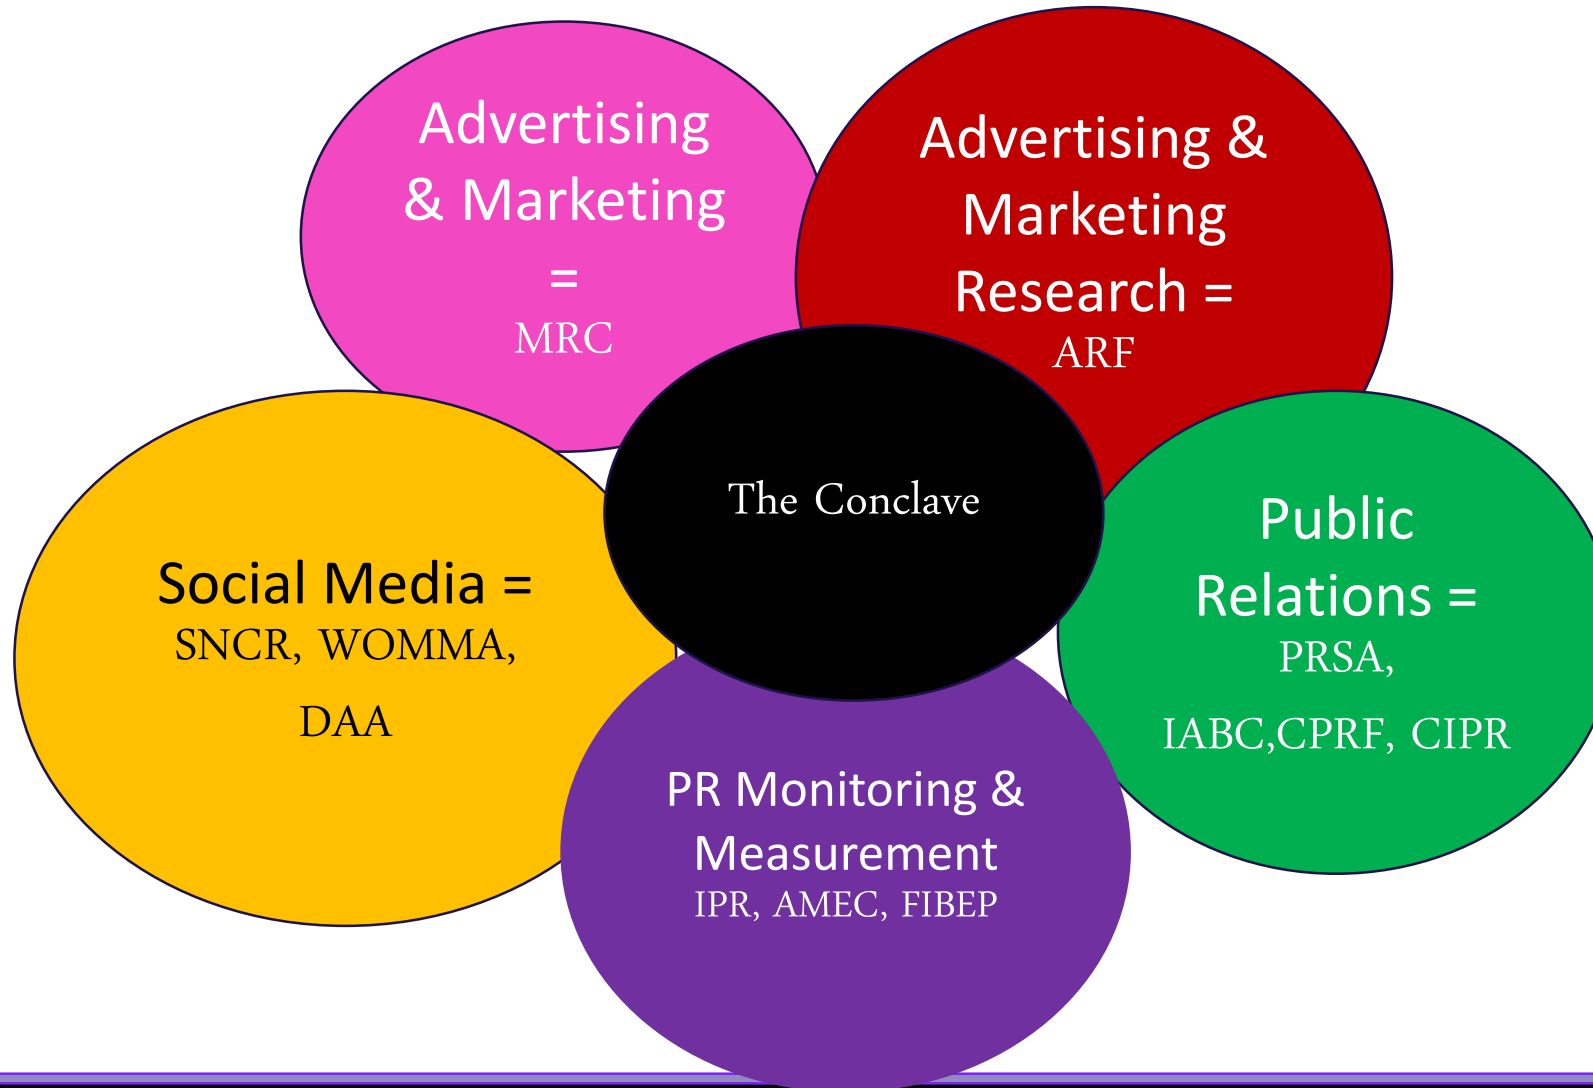 Advertising
& Marketing
=
MRC
Advertising &
Marketing
Research =
ARF
The Conclave
Social Media =
SNCR, WOMMA,
DAA
Public
Relations =
PRSA,
IABC,CPRF, CIPR
PR Monitoring &
Measurement
IPR, AMEC, FIBEP